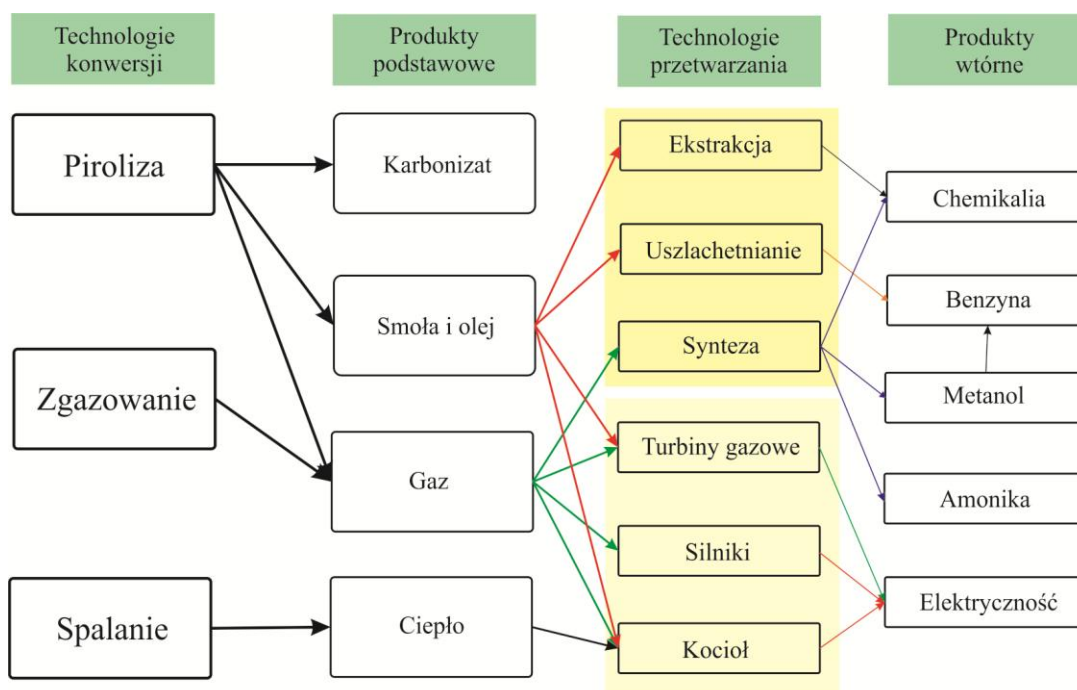 Technologie
konwersji
Produkty
podstawowe
Technologie
przetwarzania
Produkty
wtórne
Piroliza
Karbonizat
Ekstrakcja
Chemikalia
Uszlachetnianie
Benzyna
Smoła i olej
Synteza
Zgazowanie
Metanol
Gaz
Turbiny gazowe
Amonika
Silniki
Elektryczność
Spalanie
Ciepło
Kocioł